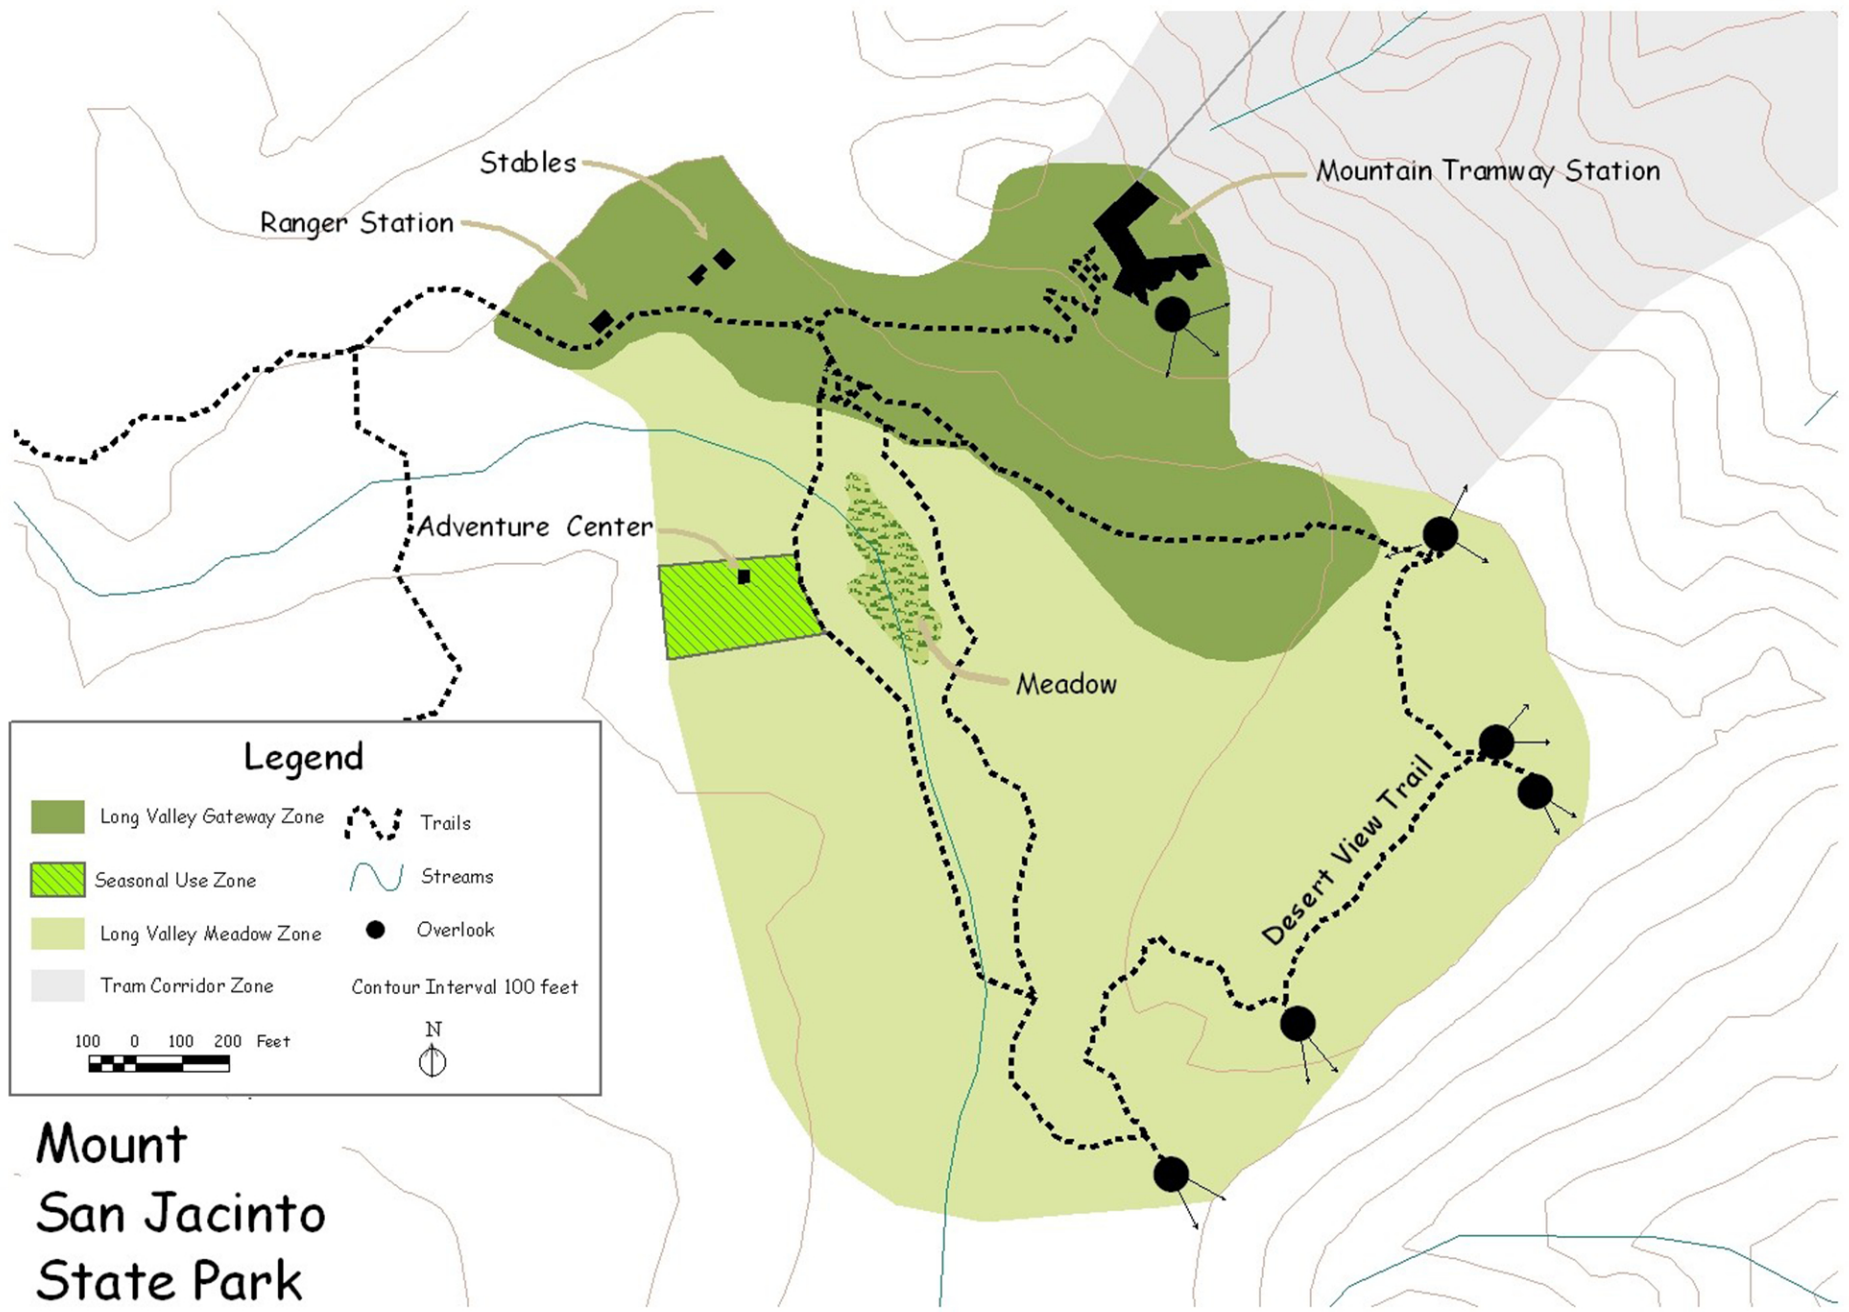 Stables
Mountain Tramway Station
Ranger Station
Adventure Center
Meadow
Desert View Trail
Legend
Long Valley Gateway Zone
Trails
Seasonal Use Zone
Streams
Long Valley Meadow Zone
Overlook
Tram Corridor Zone
Contour Interval 100 feet
100 0 100 200 Feet
N
Mount
San Jacinto
State Park